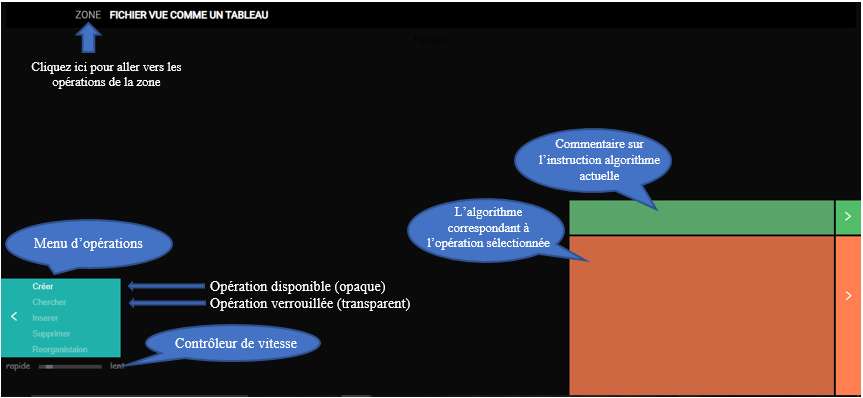 ZONE FICHIER VUE COMME UN TABLEAU
Fichier
Cliquez ici pour aller vers les
opérations de la zone
Commentaire sur
l’instruction algorithme
actuelle
L’algorithme
correspondant à
l’opération sélectionnée
Menu d’opérations
Créer
Chercher
Inserer
Supprimer
Reorganistaion
Opération disponible (opaque)
Opération verrouillée (transparent)
Contrôleur de vitesse
rapide
lent